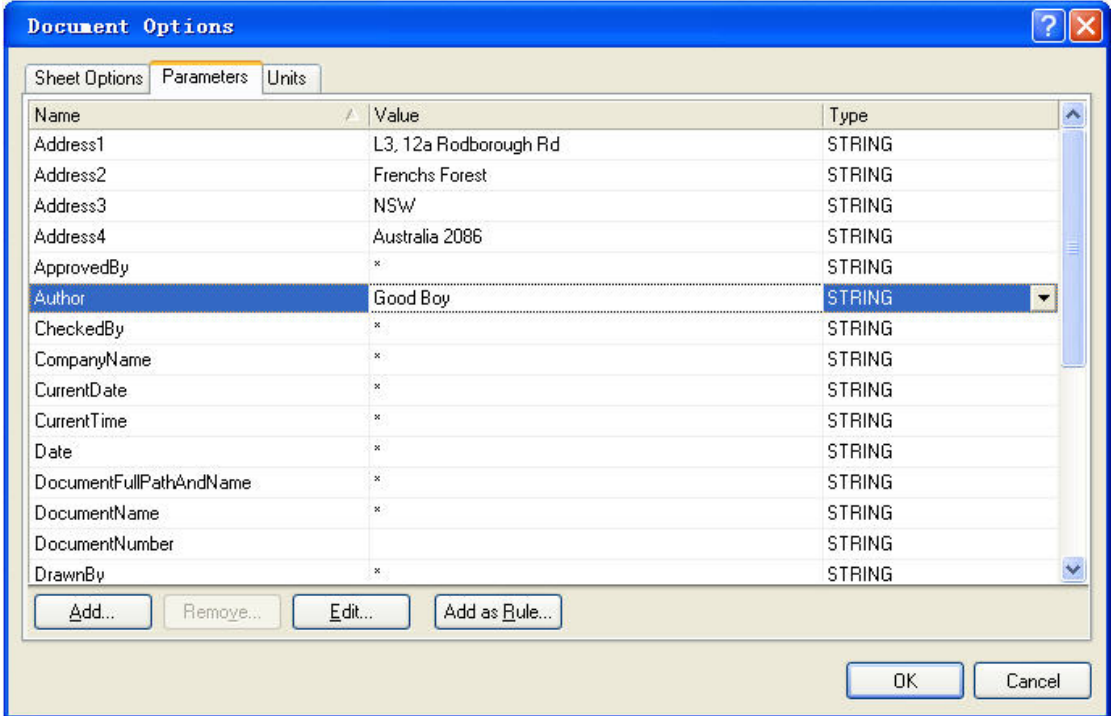 Document Options
Sheet Options Parameters Units
Name Value Type
Address1 L3, 12a Rodborough Rd STRING
Address2 Frenchs Forest STRING
Address3 NSW STRING
Address4 Australia 2086 STRING
ApprovedBy * STRING
Author Good Boy STRING
CheckedBy * STRING
CompanyName * STRING
CurrentDate * STRING
CurrentTime * STRING
Date * STRING
DocumentFullPathAndName * STRING
DocumentName * STRING
DocumentNumber STRING
DrawnBy * STRING
Add... Remove... Edit... Add as Rule...
OK Cancel